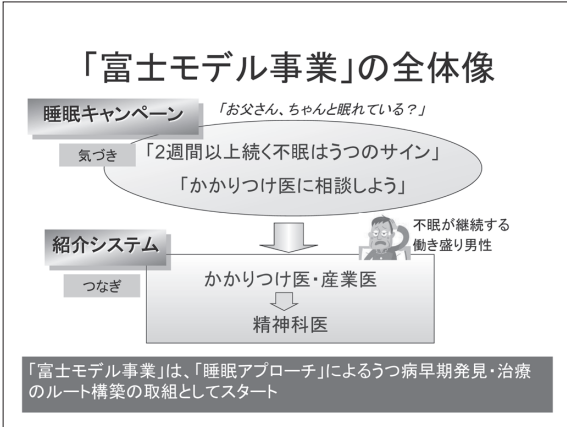 「富士モデル事業」の全体像
睡眠キャンペーン
「お父さん、ちゃんと眠れている？」
気づき
「2週間以上続く不眠はうつのサイン」
「かかりつけ医に相談しよう」
不眠が継続する
働き盛り男性
紹介システム
つなぎ
かかりつけ医・産業医
精神科医
「富士モデル事業」は、「睡眠アプローチ」によるうつ病早期発見・治療
のルート構築の取組としてスタート